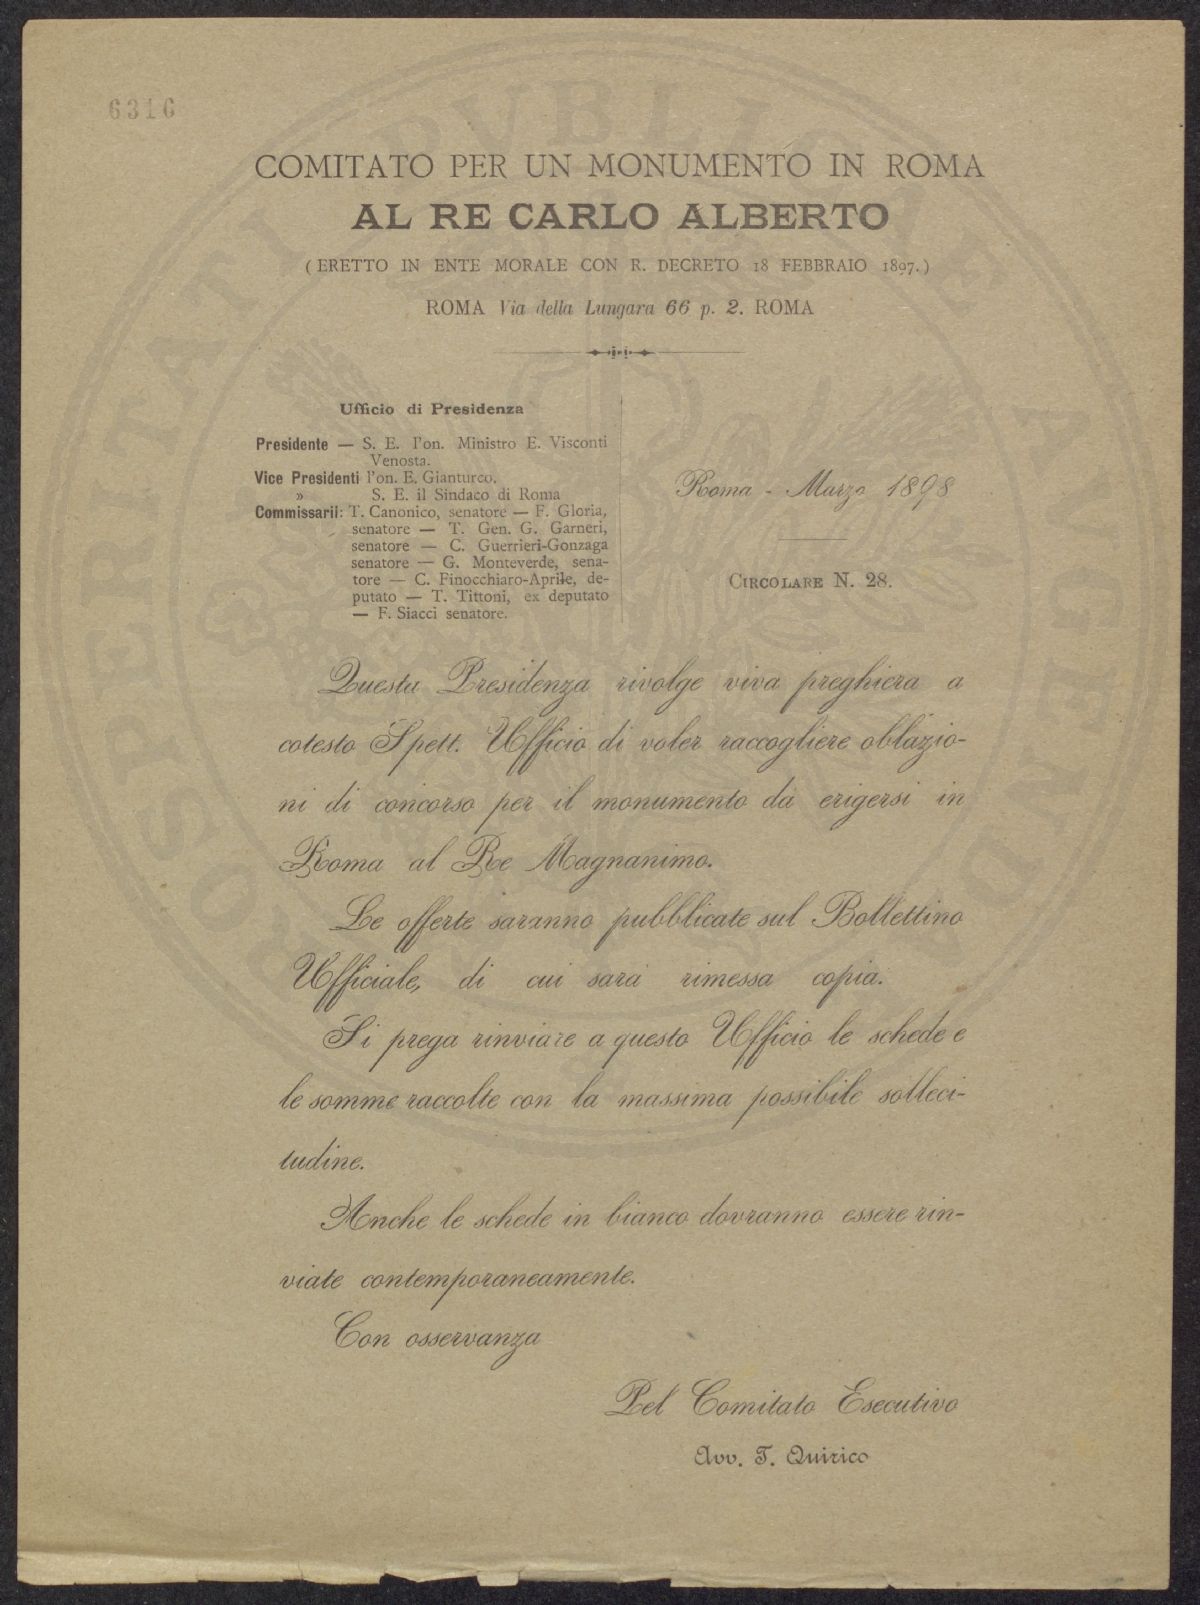 6316
COMITATO PER UN MONUMENTO IN ROMA
AL RE CARLO ALBERTO
(ERETTO IN ENTE MORALE CON R. DECRETO 18 FEBBRAIO 1897.)
ROMA Via della Lungara 66 p. 2. ROMA
Ufficio di Presidenza
Presidente — S. E. l'on. Ministro E. Visconti
Venosta.
Vice Presidenti l'on. E. Gianturco.
» S. E. il Sindaco di Roma
Commissarii: T. Canonico, senatore — F. Gloria,
senatore — T. Gen. G. Garneri,
senatore — C. Guerrieri-Gonzaga
senatore — G. Monteverde, sena-
tore — C. Finocchiaro-Aprile, de-
putato — T. Tittoni, ex deputato
— F. Siacci senatore.
Roma - Marzo 1898
CIRCOLARE N. 28.
Questa Presidenza rivolge viva preghiera a
cotesto Spett. Ufficio di voler raccogliere oblazio-
ni di concorso per il monumento da erigersi in
Roma al Re Magnanimo.
Le offerte saranno pubblicate sul Bollettino
Ufficiale, di cui sarà rimessa copia.
Si prega rinviare a questo Ufficio le schede e
le somme raccolte con la massima possibile solleci-
tudine.
Anche le schede in bianco dovranno essere rin-
viate contemporaneamente.
Con osservanza
Pel Comitato Esecutivo
Avv. T. Quirico